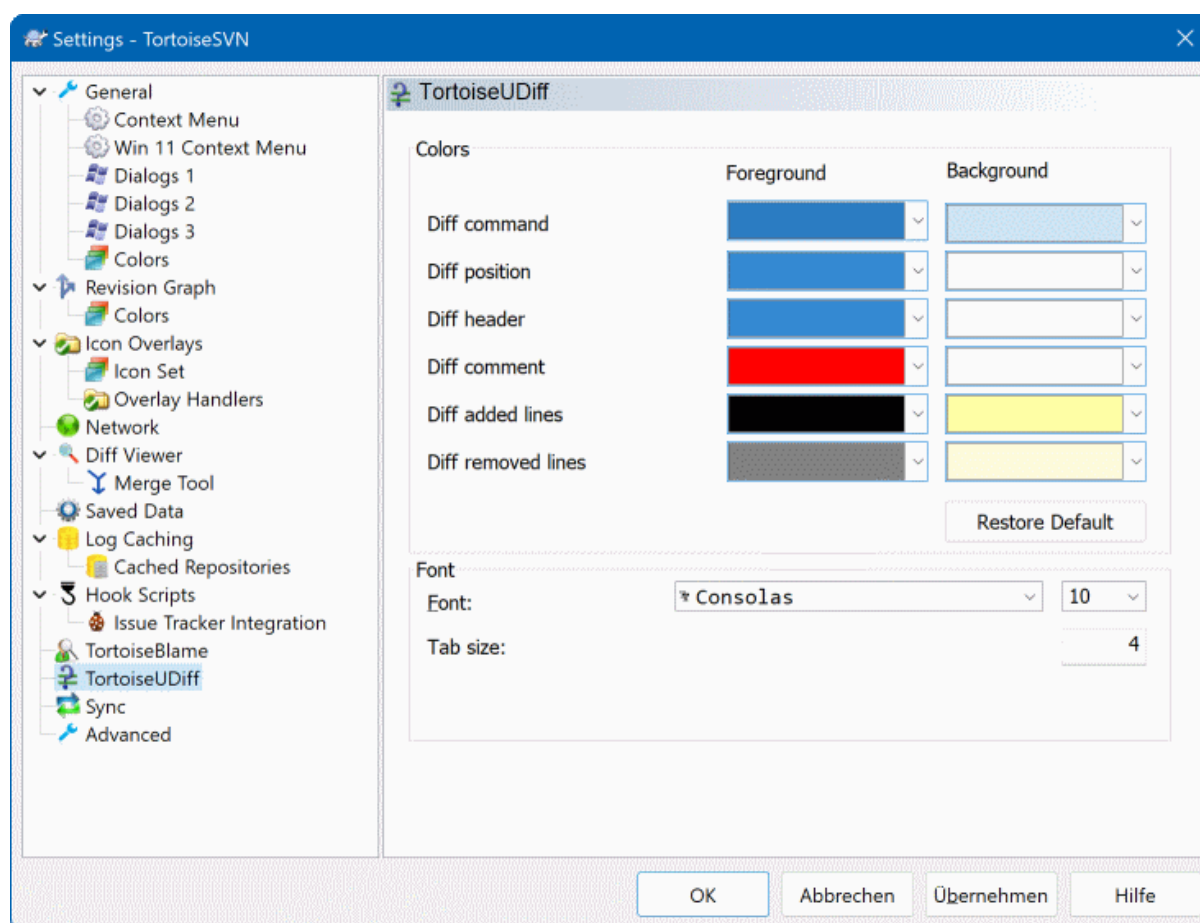 Settings - TortoiseSVN
General
Context Menu
Win 11 Context Menu
Dialogs 1
Dialogs 2
Dialogs 3
Colors
Revision Graph
Colors
Icon Overlays
Icon Set
Overlay Handlers
Network
Diff Viewer
Merge Tool
Saved Data
Log Caching
Cached Repositories
Hook Scripts
Issue Tracker Integration
TortoiseBlame
TortoiseUDiff
Sync
Advanced
TortoiseUDiff
Colors
Foreground Background
Diff command
Diff position
Diff header
Diff comment
Diff added lines
Diff removed lines
Restore Default
Font
Font: Consolas 10
Tab size: 4
OK Abbrechen Übernehmen Hilfe